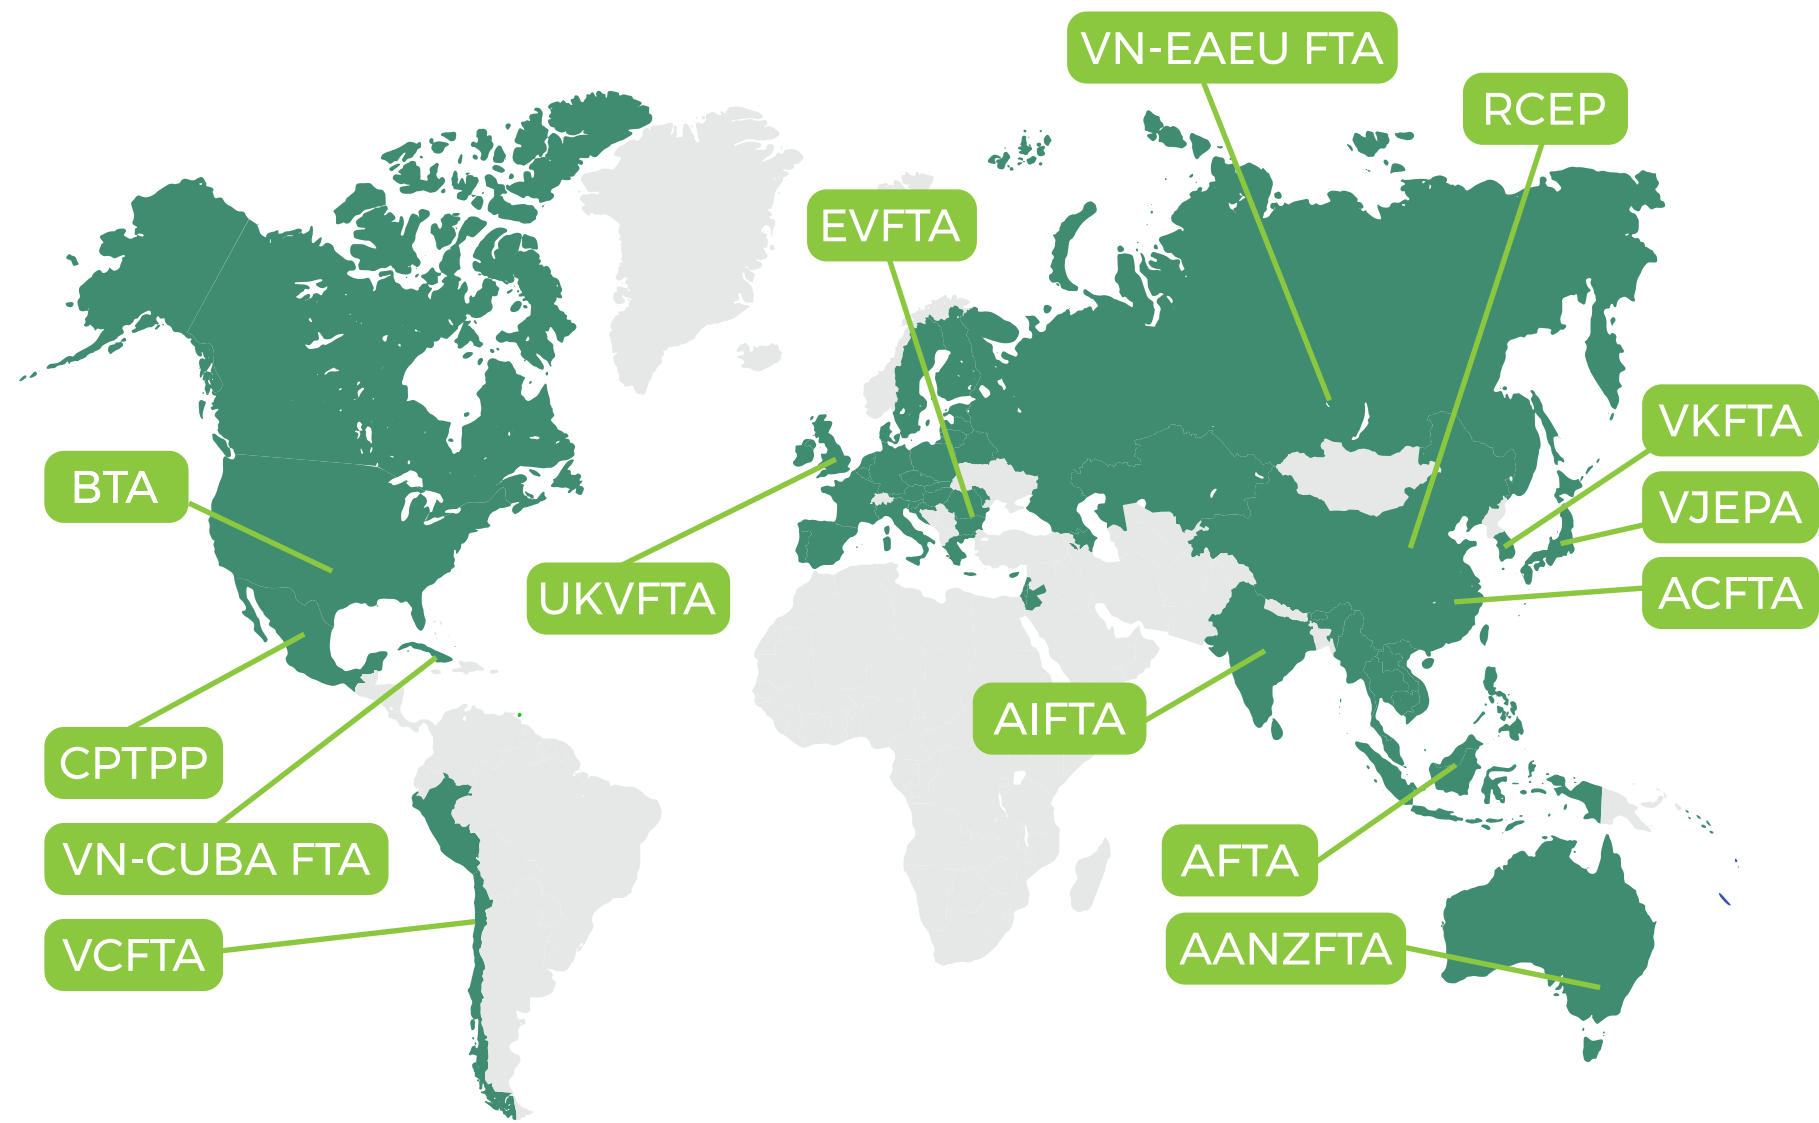 VN-EAEU FTA
RCEP
EVFTA
VKFTA
BTA
VJEPA
UKVFTA
ACFTA
AIFTA
CPTPP
VN-CUBA FTA
AFTA
VCFTA
AANZFTA